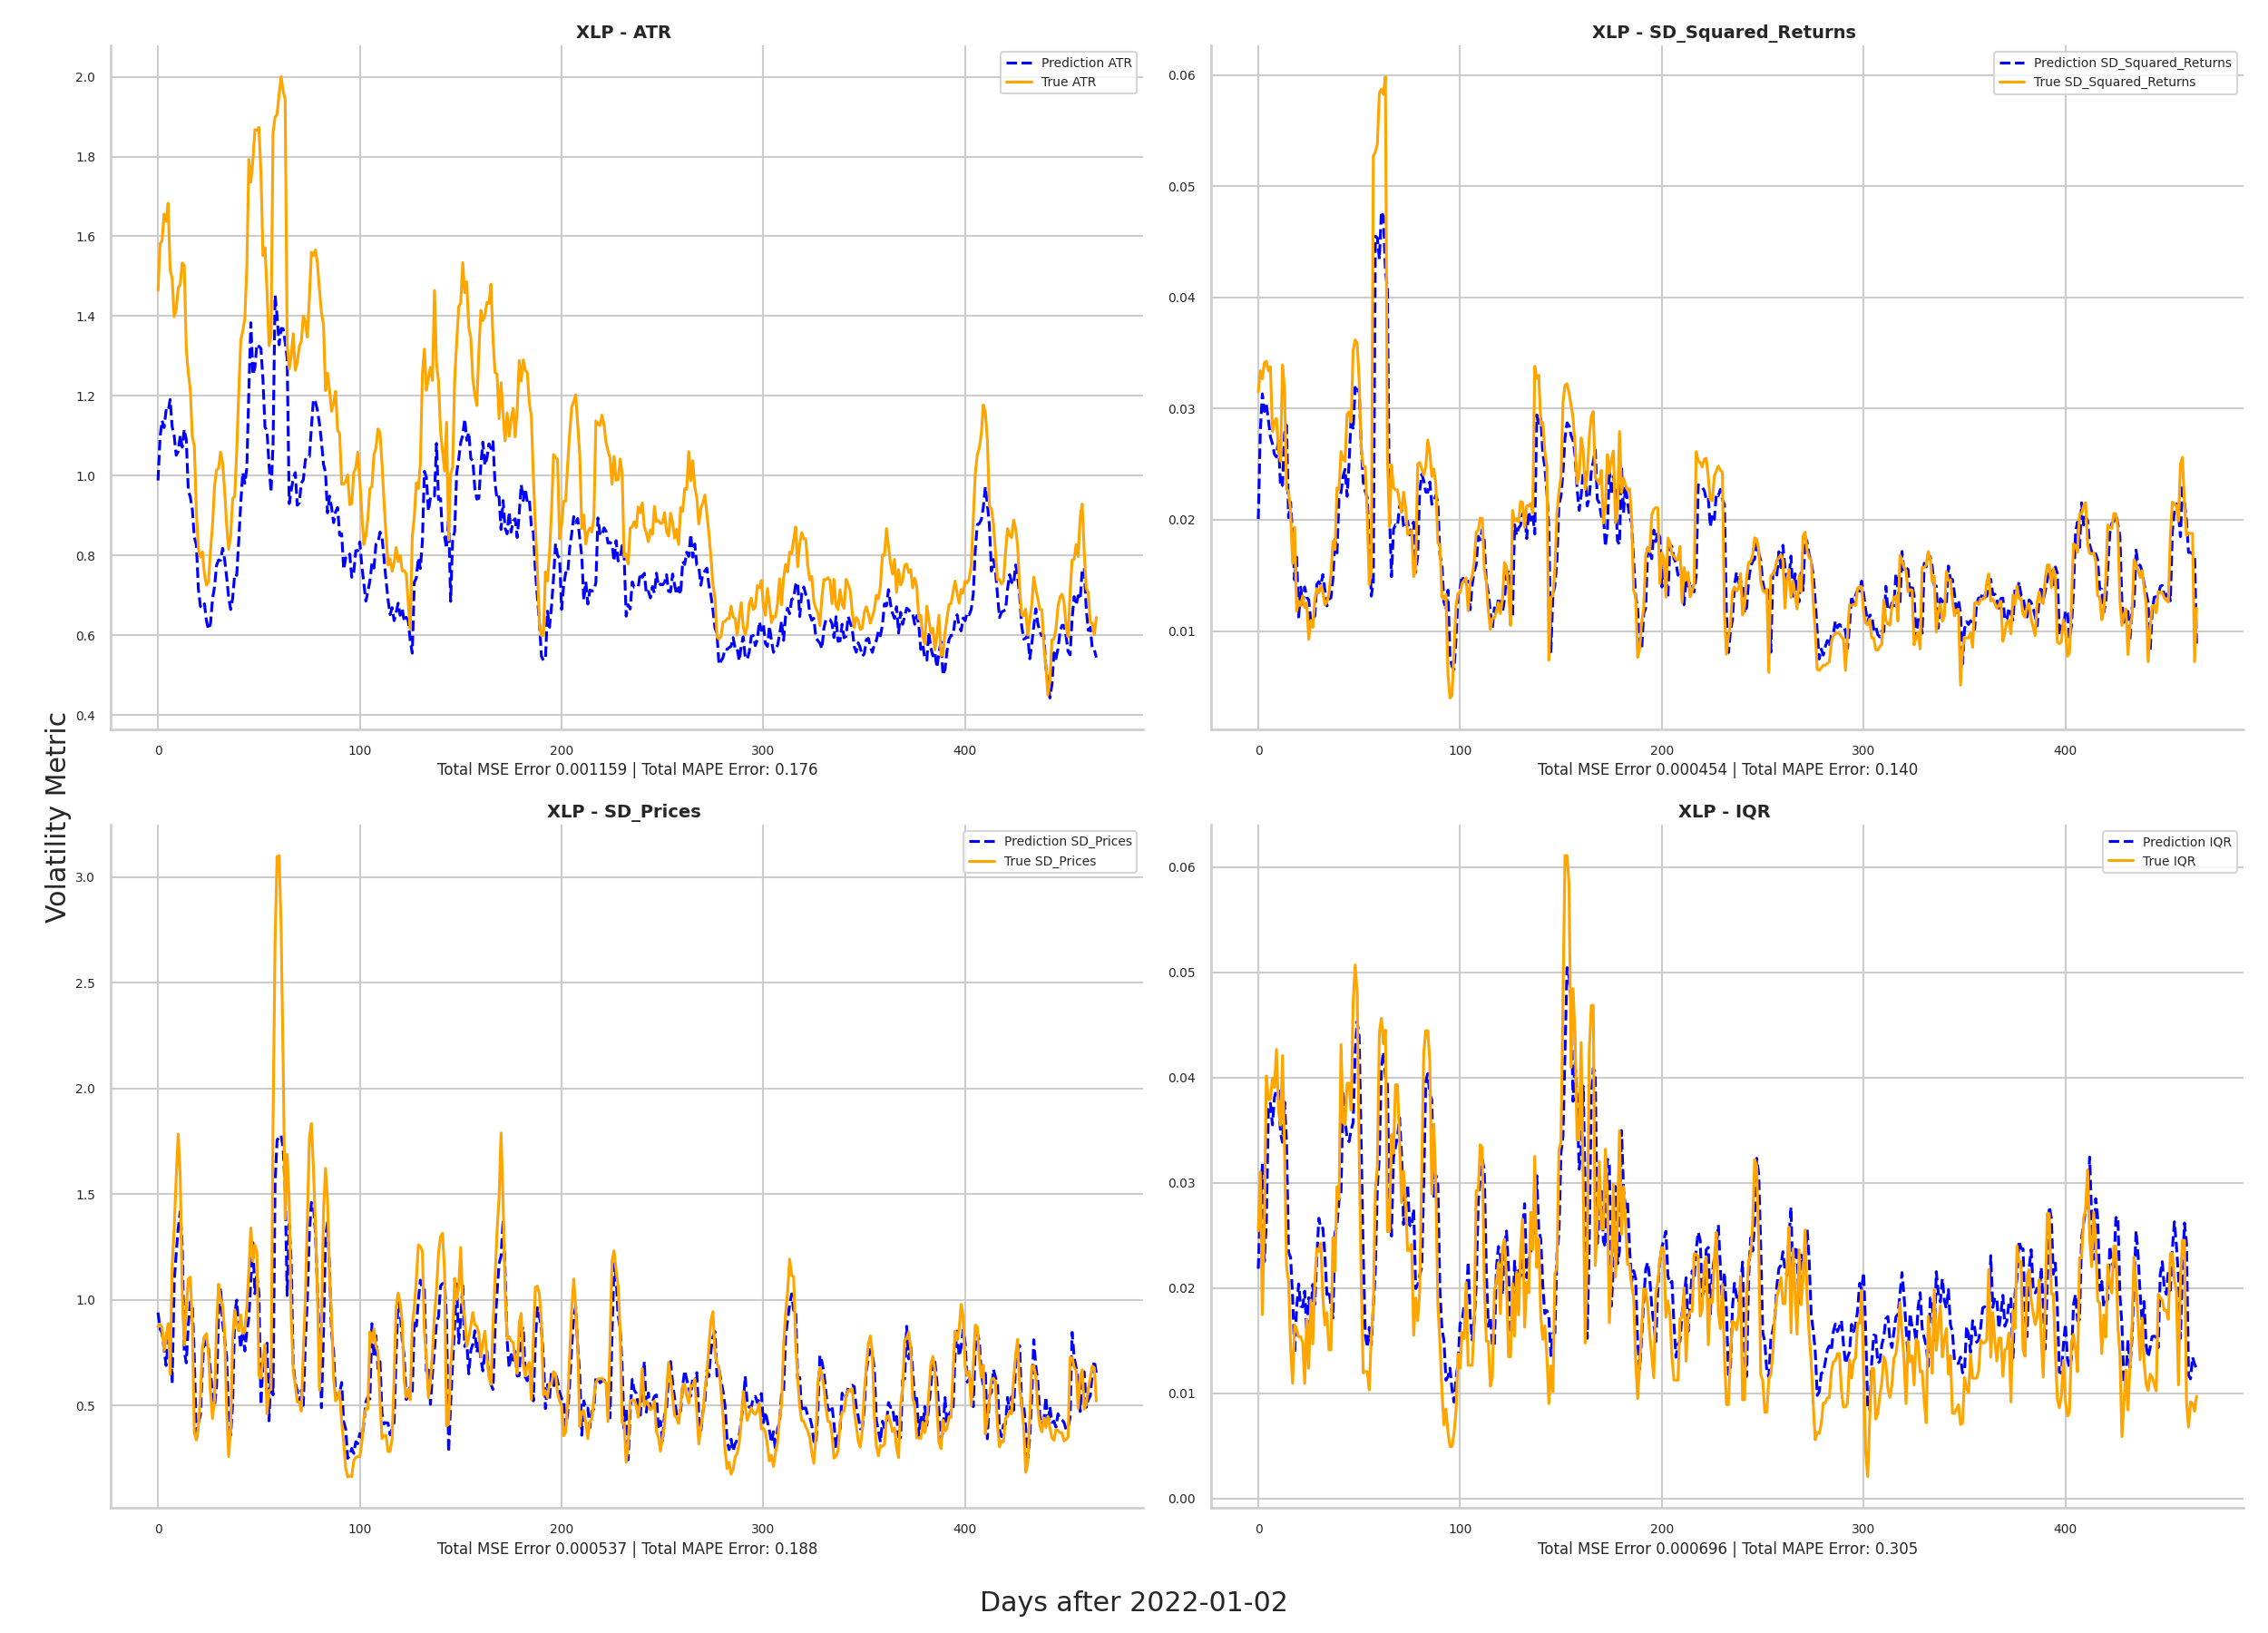 XLP - ATR
Prediction ATR
True ATR
2.0
1.8
1.6
1.4
1.2
1.0
0.8
0.6
0.4
0 100 200 300 400
Total MSE Error 0.001159 | Total MAPE Error: 0.176
XLP - SD_Squared_Returns
Prediction SD_Squared_Returns
True SD_Squared_Returns
0.06
0.05
0.04
0.03
0.02
0.01
0 100 200 300 400
Total MSE Error 0.000454 | Total MAPE Error: 0.140
Volatility Metric
XLP - SD_Prices
Prediction SD_Prices
True SD_Prices
3.0
2.5
2.0
1.5
1.0
0.5
0 100 200 300 400
Total MSE Error 0.000537 | Total MAPE Error: 0.188
XLP - IQR
Prediction IQR
True IQR
0.06
0.05
0.04
0.03
0.02
0.01
0.00
0 100 200 300 400
Total MSE Error 0.000696 | Total MAPE Error: 0.305
Days after 2022-01-02